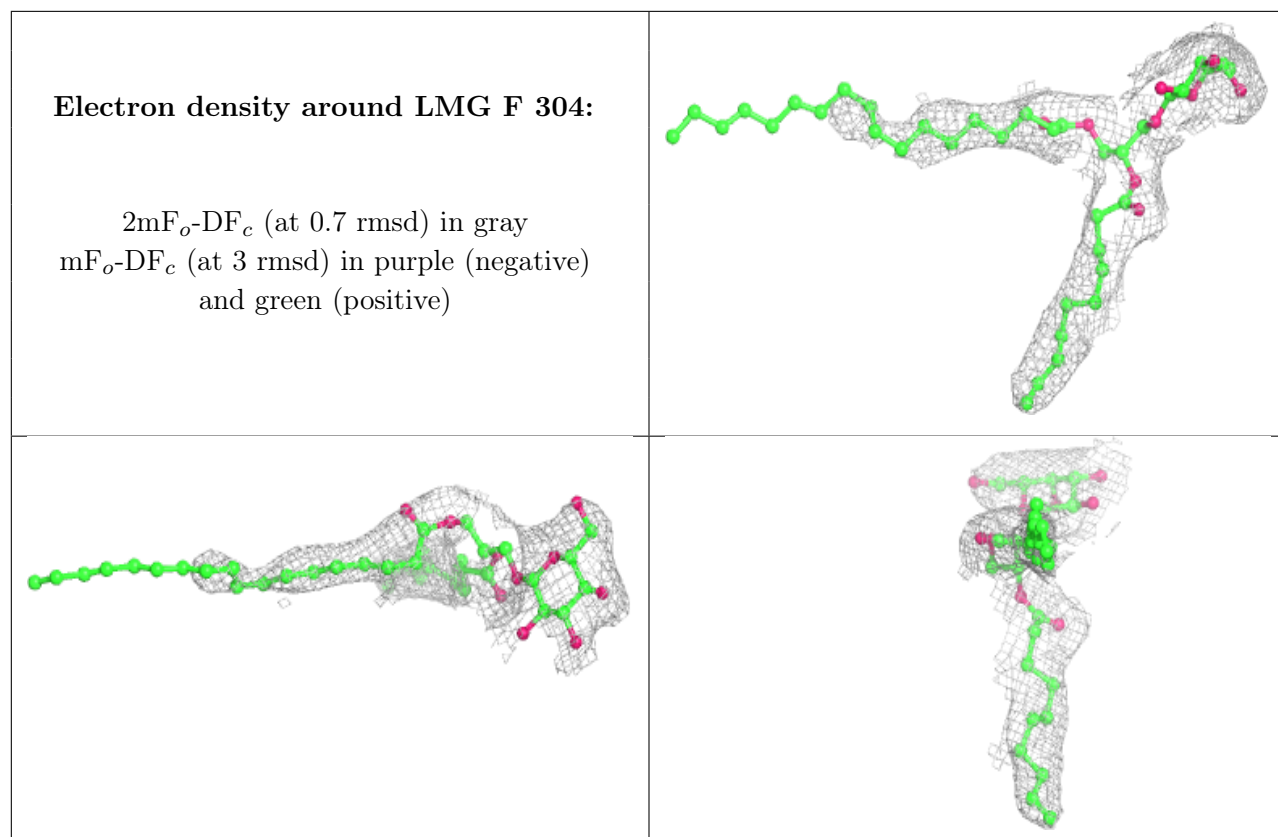 Electron density around LMG F 304:
2mFo-DFc (at 0.7 rmsd) in gray
mFo-DFc (at 3 rmsd) in purple (negative)
and green (positive)